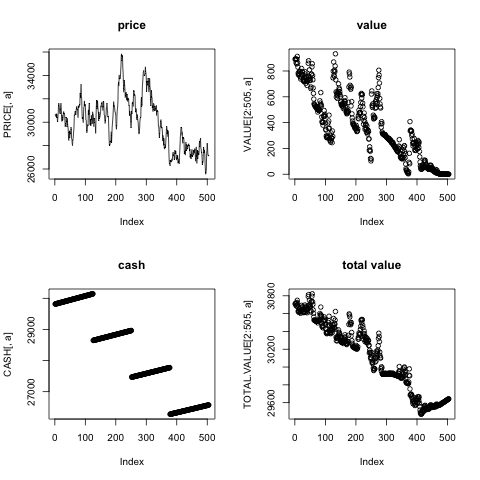 price
PRICE[, a]
26000 30000 34000
0 100 200 300 400 500
Index
value
VALUE[2:505, a]
0 200 400 600 800
0 100 200 300 400 500
Index
cash
CASH[, a]
27000 29000
0 100 200 300 400 500
Index
total value
TOTAL.VALUE[2:505, a]
29600 30200 30800
0 100 200 300 400 500
Index